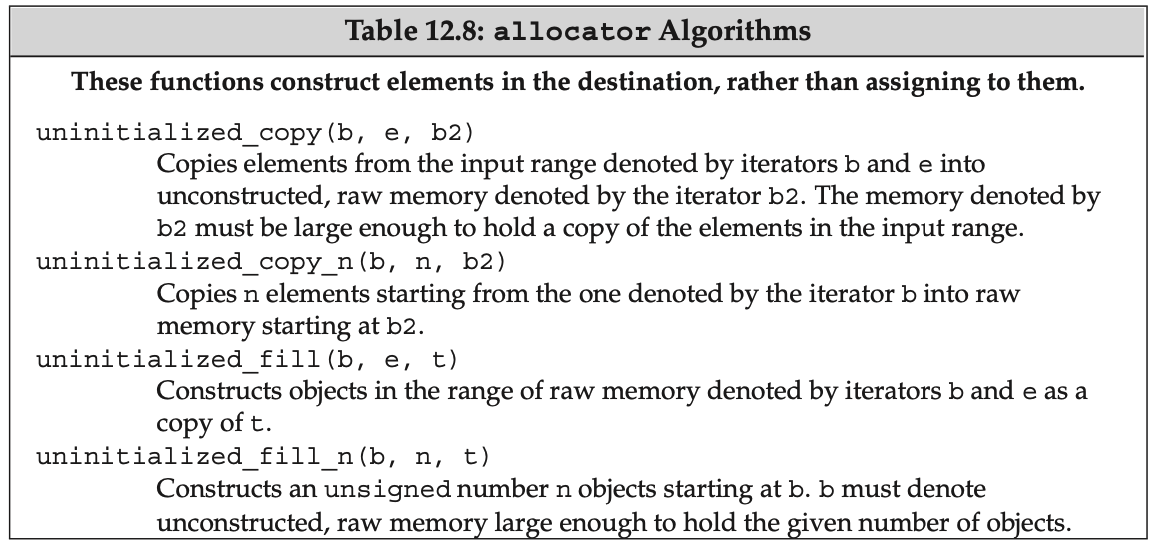 Table 12.8: allocator Algorithms
These functions construct elements in the destination, rather than assigning to them.
uninitialized_copy(b, e, b2)
Copies elements from the input range denoted by iterators b and e into
unconstructed, raw memory denoted by the iterator b2. The memory denoted by
b2 must be large enough to hold a copy of the elements in the input range.
uninitialized_copy_n(b, n, b2)
Copies n elements starting from the one denoted by the iterator b into raw
memory starting at b2.
uninitialized_fill(b, e, t)
Constructs objects in the range of raw memory denoted by iterators b and e as a
copy of t.
uninitialized_fill_n(b, n, t)
Constructs an unsigned number n objects starting at b. b must denote
unconstructed, raw memory large enough to hold the given number of objects.